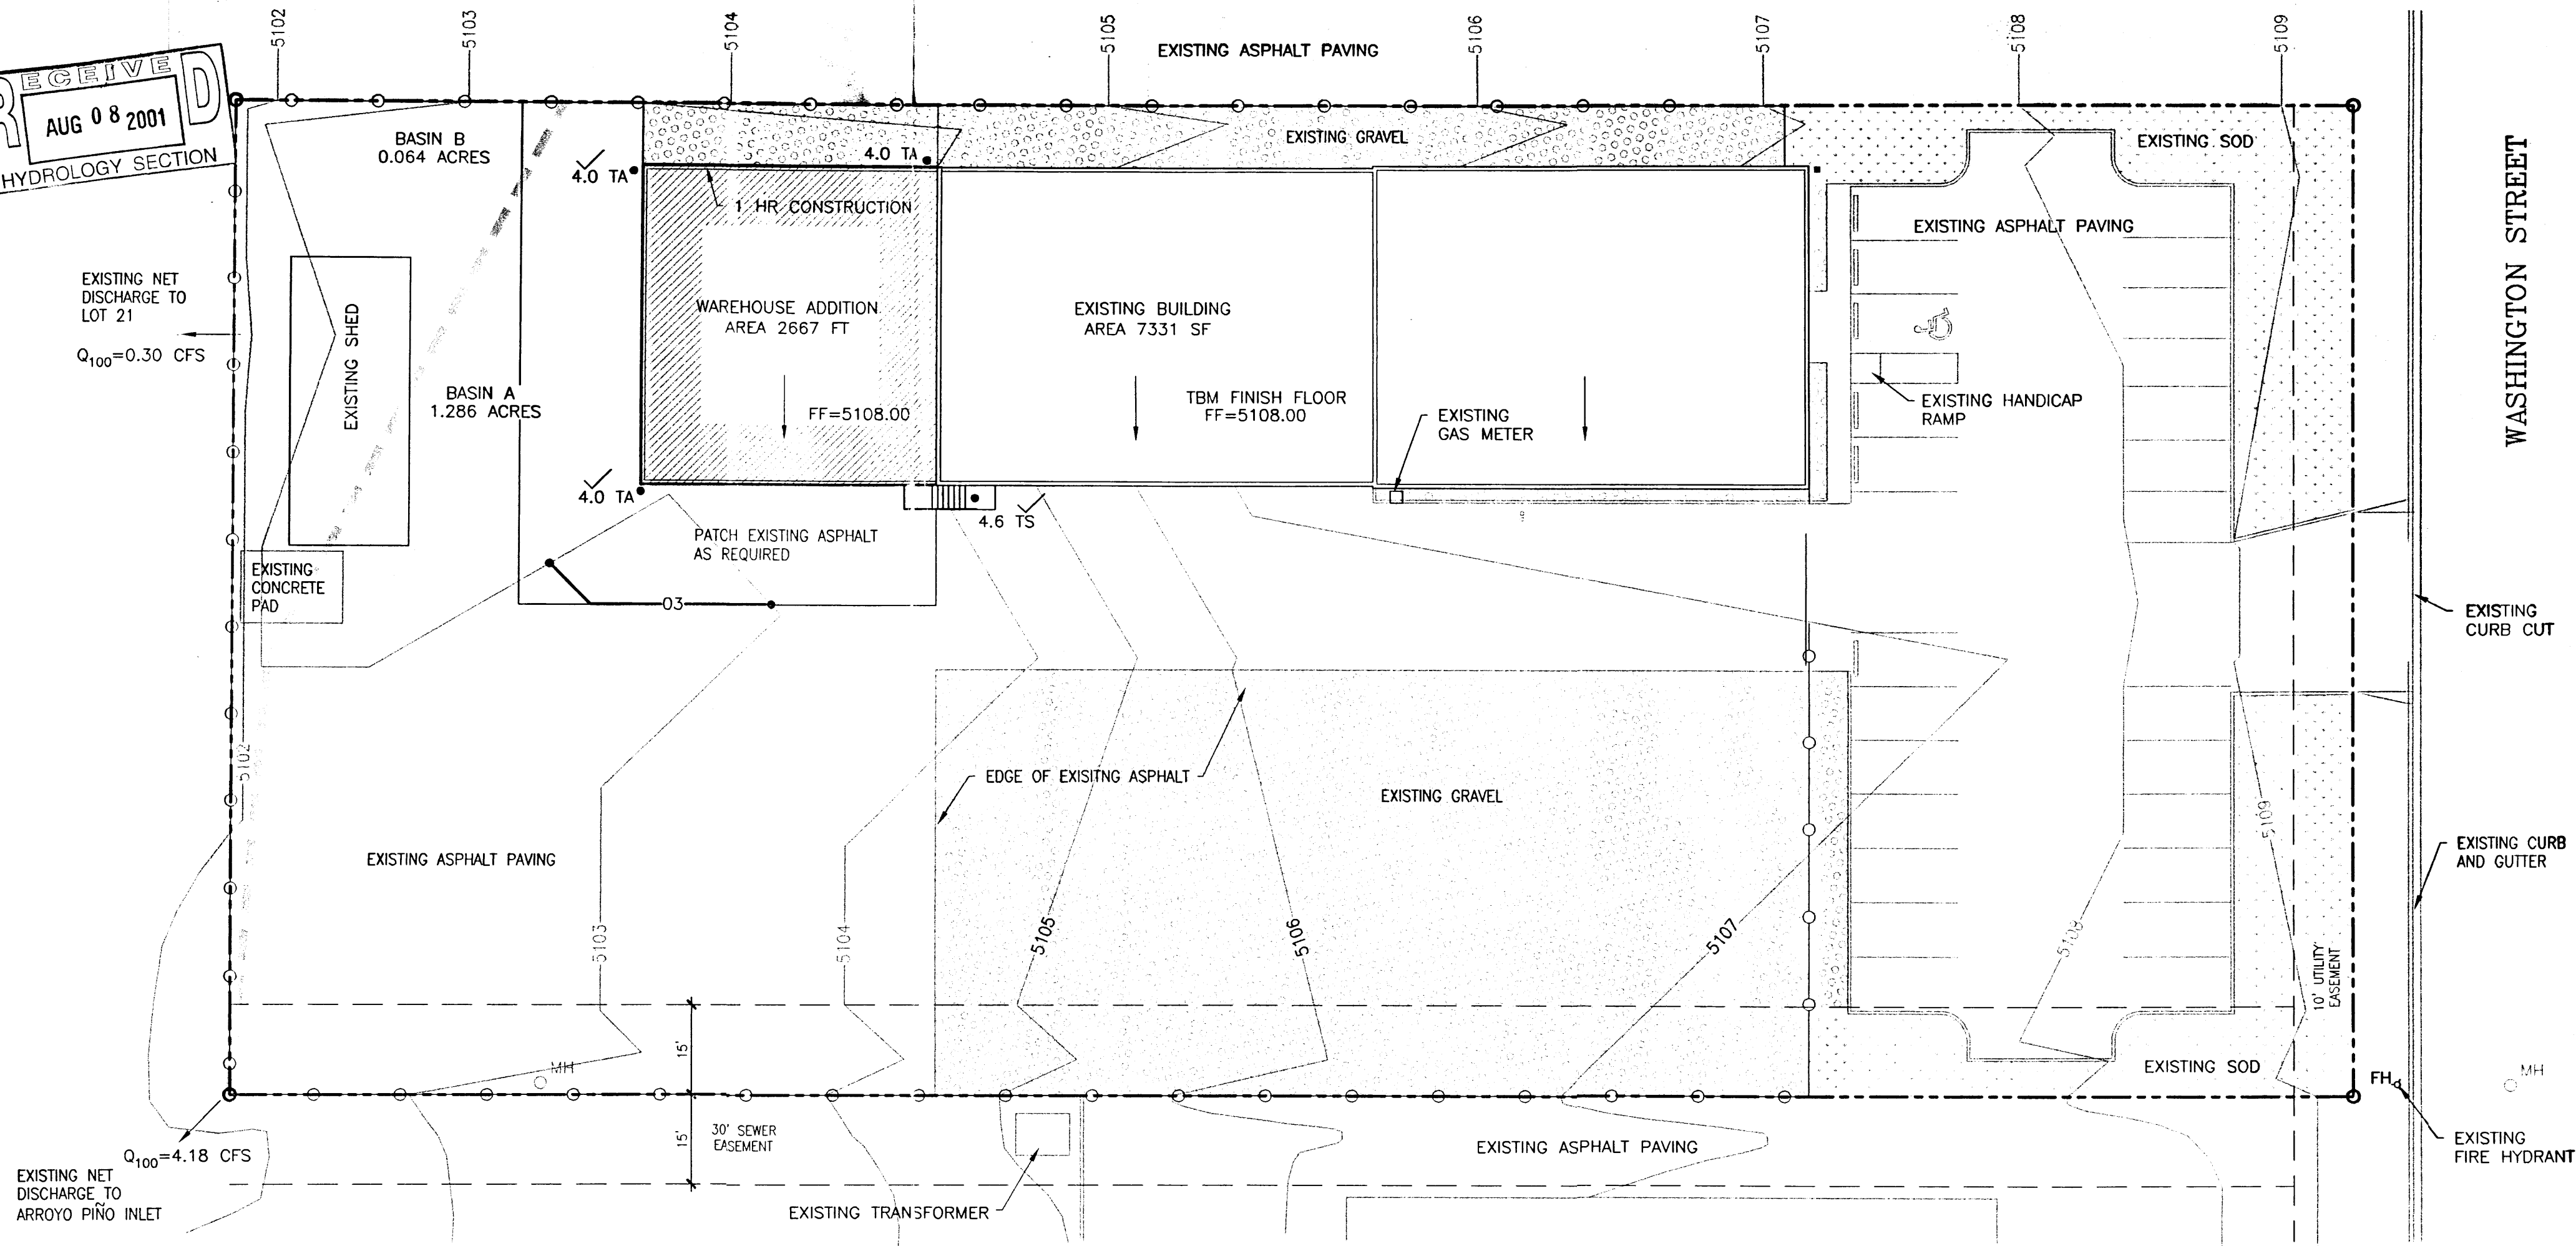 5102
5103
5104
5105
5106
5107
5108
5109
EXISTING ASPHALT PAVING
RECEIVED
AUG 08 2001
HYDROLOGY SECTION
BASIN B
0.064 ACRES
4.0 TA
4.0 TA
EXISTING GRAVEL
EXISTING SOD
1 HR CONSTRUCTION
EXISTING ASPHALT PAVING
WASHINGTON STREET
EXISTING NET
DISCHARGE TO
LOT 21
Q100=0.30 CFS
EXISTING SHED
WAREHOUSE ADDITION
AREA 2667 FT
EXISTING BUILDING
AREA 7331 SF
BASIN A
1.286 ACRES
FF=5108.00
TBM FINISH FLOOR
FF=5108.00
EXISTING
GAS METER
EXISTING HANDICAP
RAMP
4.0 TA
4.6 TS
PATCH EXISTING ASPHALT
AS REQUIRED
EXISTING
CONCRETE
PAD
03
EXISTING
CURB CUT
5102
EDGE OF EXISITNG ASPHALT
EXISTING GRAVEL
5109
EXISTING ASPHALT PAVING
EXISTING CURB
AND GUTTER
5103
5104
5105
5106
5107
5108
10' UTILITY
EASEMENT
15'
MH
EXISTING SOD
FH
MH
15'
30' SEWER
EASEMENT
EXISTING ASPHALT PAVING
EXISTING
FIRE HYDRANT
Q100=4.18 CFS
EXISTING NET
DISCHARGE TO
ARROYO PIÑO INLET
EXISTING TRANSFORMER